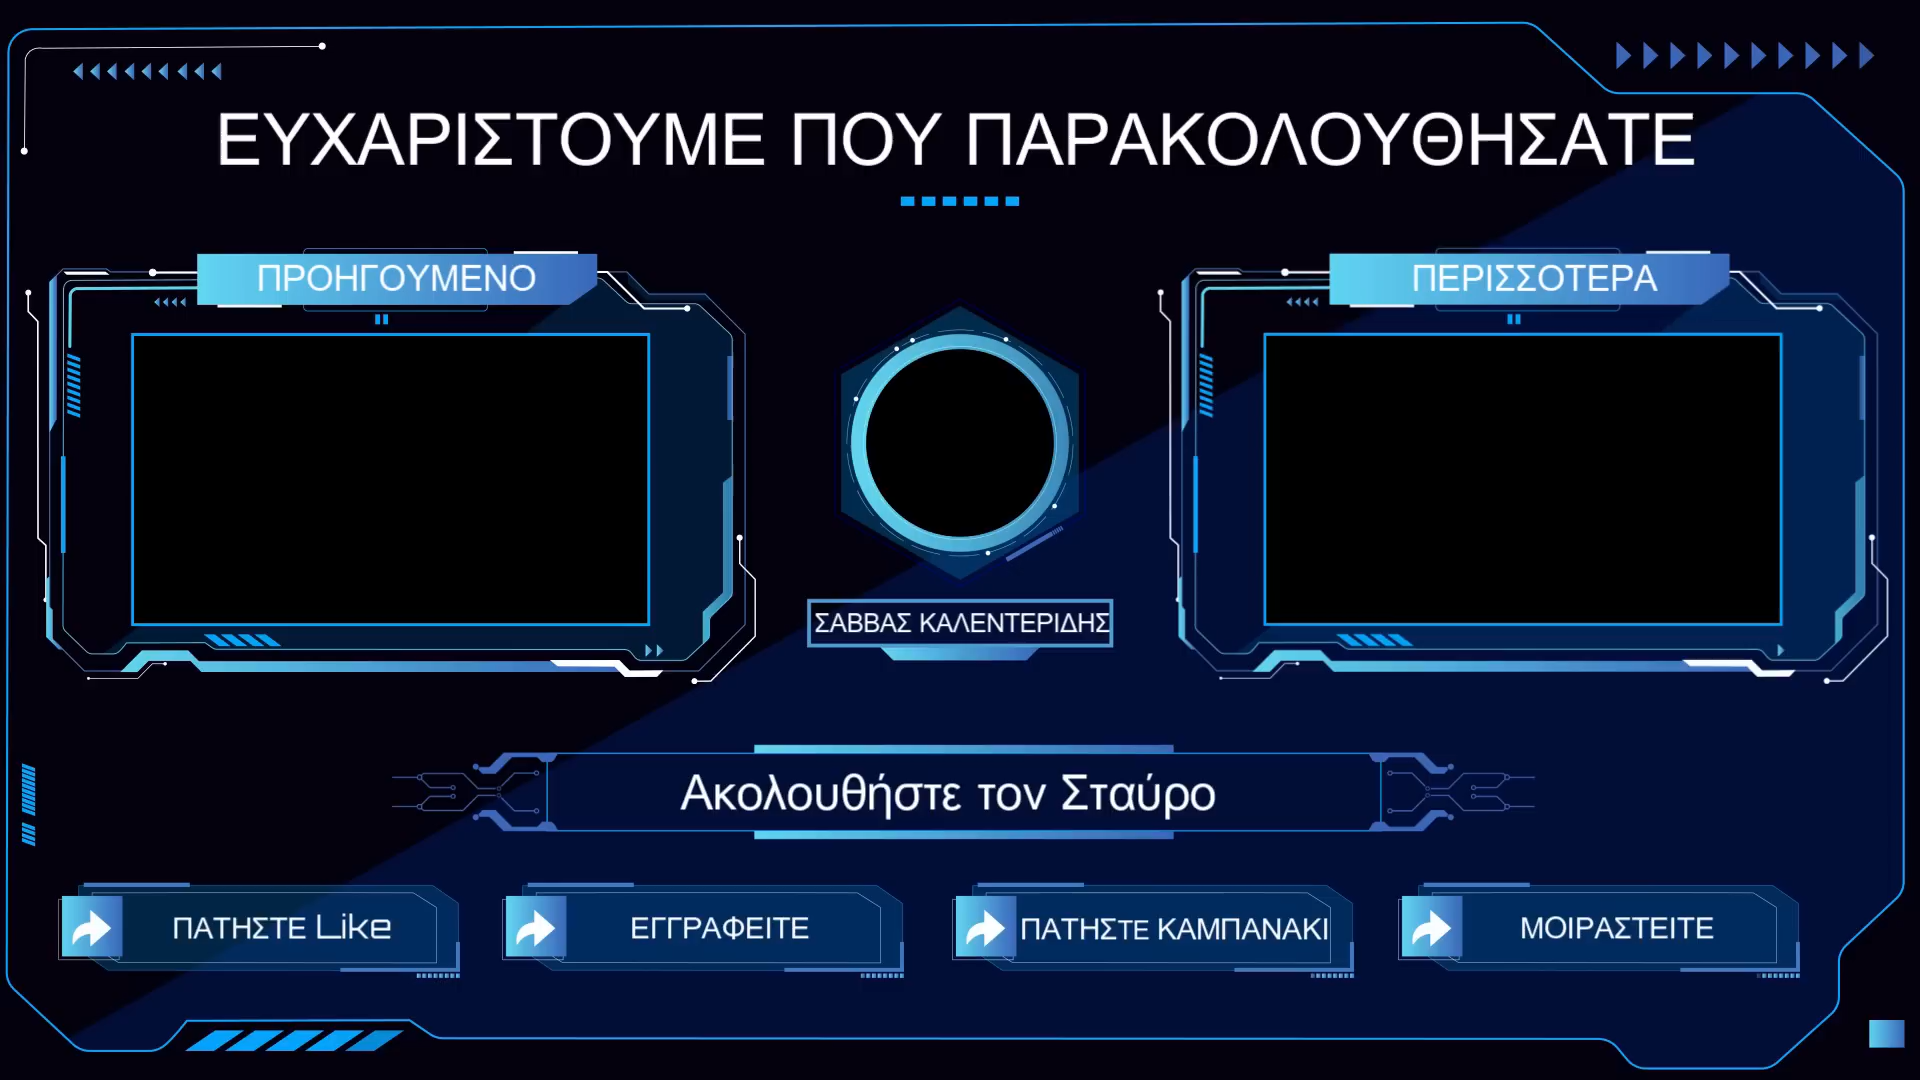 ΕΥΧΑΡΙΣΤΟΥΜΕ ΠΟΥ ΠΑΡΑΚΟΛΟΥΘΗΣΑΤΕ
ΠΡΟΗΓΟΥΜΕΝΟ
ΠΕΡΙΣΣΟΤΕΡΑ
ΣΑΒΒΑΣ ΚΑΛΕΝΤΕΡΙΔΗΣ
Ακολουθήστε τον Σταύρο
ΠΑΤΗΣΤΕ Like
ΕΓΓΡΑΦΕΙΤΕ
ΠΑΤΗΣΤΕ ΚΑΜΠΑΝΑΚΙ
ΜΟΙΡΑΣΤΕΙΤΕ